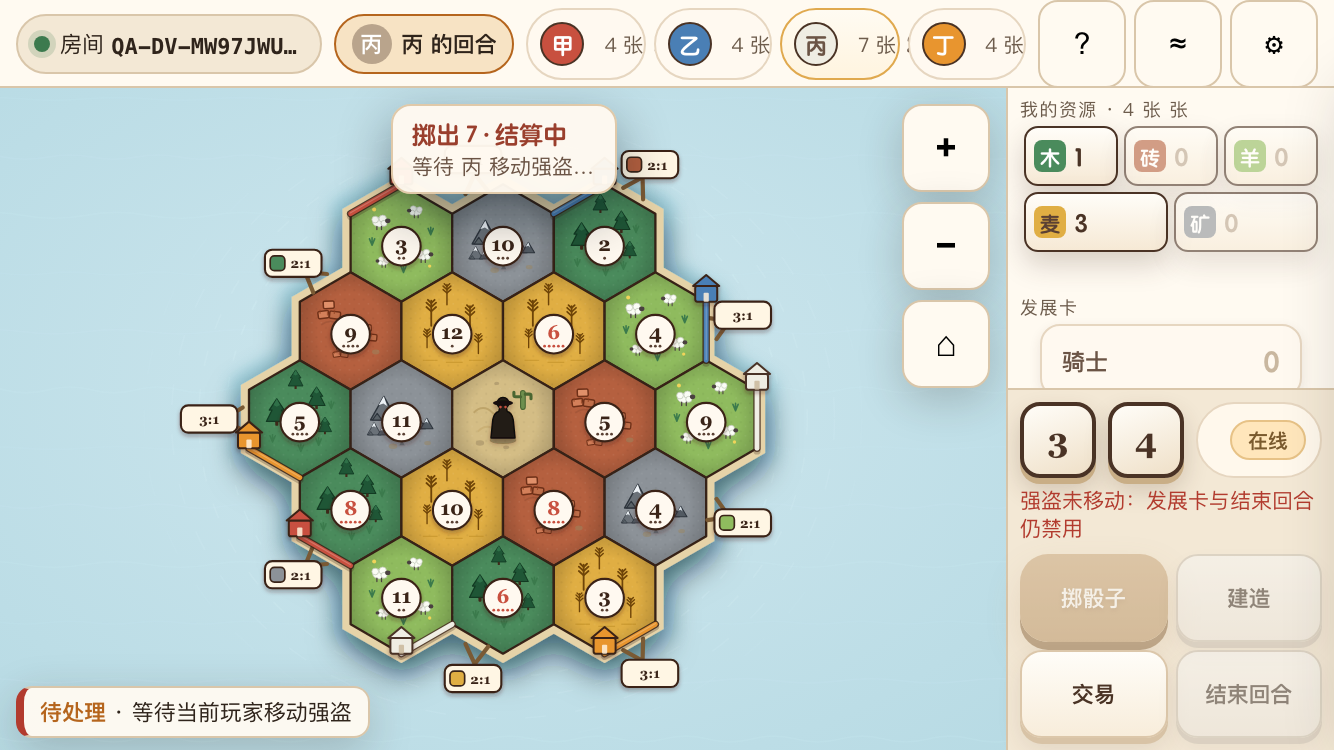 房间 QA-DV-MW97JWU…
丙 丙 的回合
甲 4 张
乙 4 张
丙 7 张
丁 4 张
? ≈ ⚙
掷出 7 · 结算中
等待 丙 移动强盗…
+
−
⌂
2:1
3 10 2
2:1
9 12 6 4
3:1
3:1
5 11 5 9
8 10 8 4
2:1
2:1
11 6 3
2:1
3:1
待处理 · 等待当前玩家移动强盗
我的资源 · 4 张 张
木 1 砖 0 羊 0
麦 3 矿 0
发展卡
骑士 0
3 4 在线
强盗未移动：发展卡与结束回合
仍禁用
掷骰子 建造
交易 结束回合